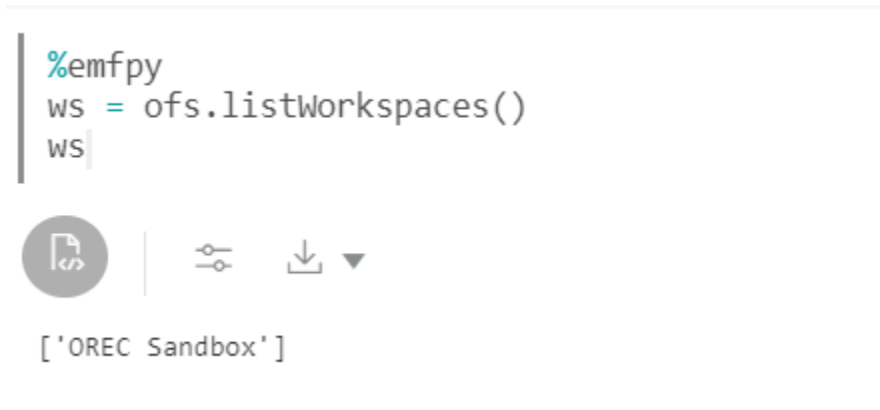 %emfpy
ws = ofs.listWorkspaces()
ws
</>
['OREC Sandbox']